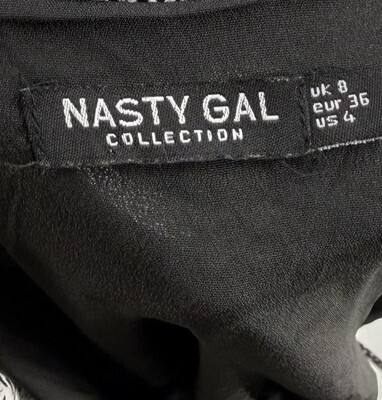 NASTY GAL
COLLECTION
uk 8
eur 36
us 4